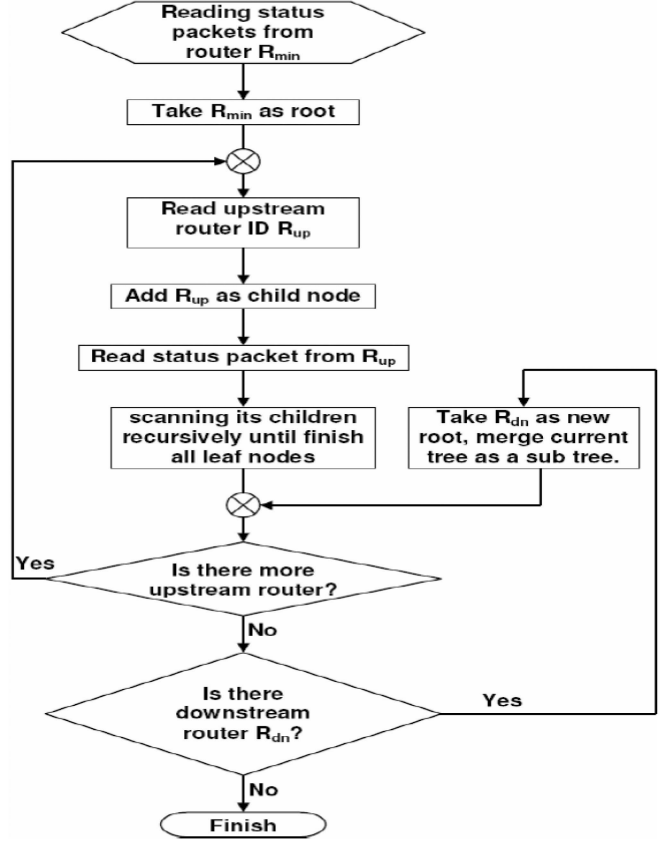 Reading status
packets from
router Rmin
Take Rmin as root
Read upstream
router ID Rup
Add Rup as child node
Read status packet from Rup
scanning its children
recursively until finish
all leaf nodes
Take Rdn as new
root, merge current
tree as a sub tree.
Yes
Is there more
upstream router?
No
Is there
downstream
router Rdn?
Yes
No
Finish